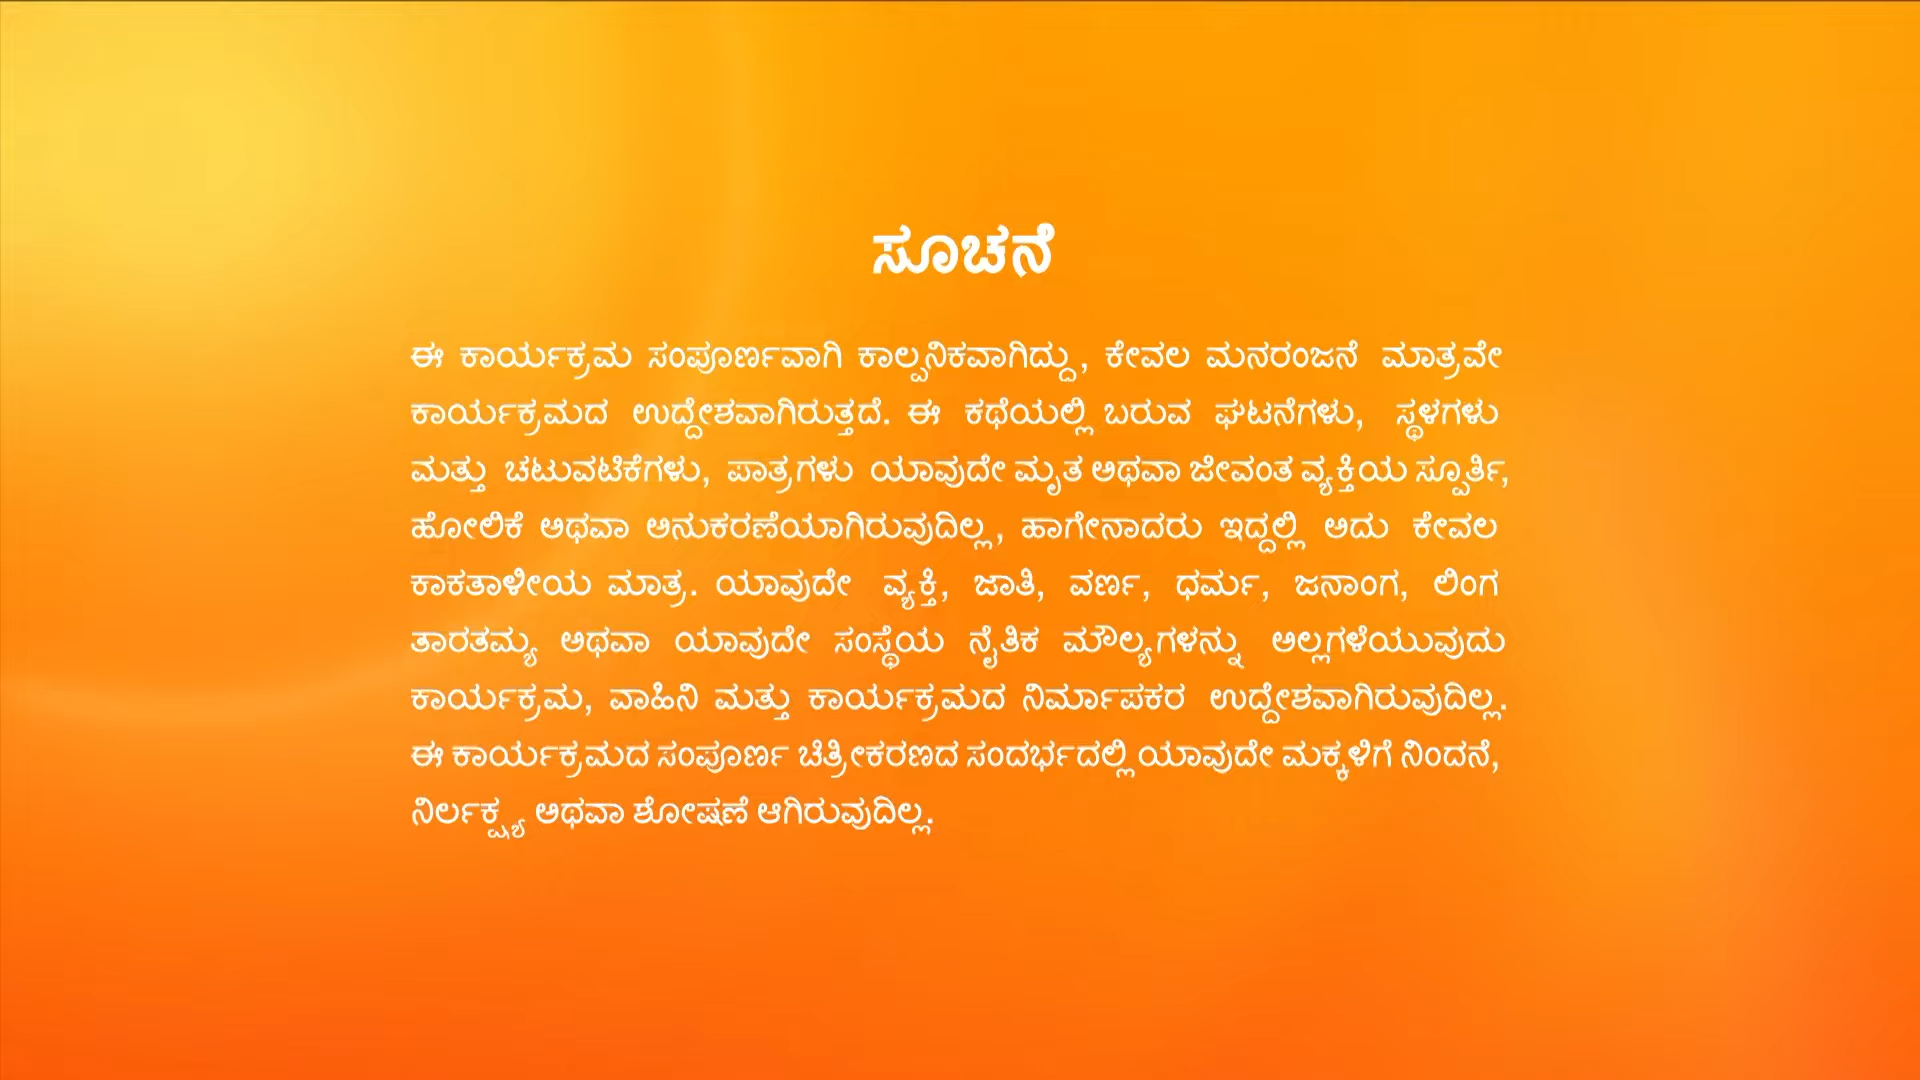 ಸೂಚನೆ
ಈ ಕಾರ್ಯಕ್ರಮ ಸಂಪೂರ್ಣವಾಗಿ ಕಾಲ್ಪನಿಕವಾಗಿದ್ದು, ಕೇವಲ ಮನರಂಜನೆ ಮಾತ್ರವೇ
ಕಾರ್ಯಕ್ರಮದ ಉದ್ದೇಶವಾಗಿರುತ್ತದೆ. ಈ ಕಥೆಯಲ್ಲಿ ಬರುವ ಘಟನೆಗಳು, ಸ್ಥಳಗಳು
ಮತ್ತು ಚಟುವಟಿಕೆಗಳು, ಪಾತ್ರಗಳು ಯಾವುದೇ ಮೃತ ಅಥವಾ ಜೀವಂತ ವ್ಯಕ್ತಿಯ ಸ್ಪೂರ್ತಿ,
ಹೋಲಿಕೆ ಅಥವಾ ಅನುಕರಣೆಯಾಗಿರುವುದಿಲ್ಲ, ಹಾಗೇನಾದರು ಇದ್ದಲ್ಲಿ ಅದು ಕೇವಲ
ಕಾಕತಾಳೀಯ ಮಾತ್ರ. ಯಾವುದೇ ವ್ಯಕ್ತಿ, ಜಾತಿ, ವರ್ಣ, ಧರ್ಮ, ಜನಾಂಗ, ಲಿಂಗ
ತಾರತಮ್ಯ ಅಥವಾ ಯಾವುದೇ ಸಂಸ್ಥೆಯ ನೈತಿಕ ಮೌಲ್ಯಗಳನ್ನು ಅಲ್ಲಗಳೆಯುವುದು
ಕಾರ್ಯಕ್ರಮ, ವಾಹಿನಿ ಮತ್ತು ಕಾರ್ಯಕ್ರಮದ ನಿರ್ಮಾಪಕರ ಉದ್ದೇಶವಾಗಿರುವುದಿಲ್ಲ.
ಈ ಕಾರ್ಯಕ್ರಮದ ಸಂಪೂರ್ಣ ಚಿತ್ರೀಕರಣದ ಸಂದರ್ಭದಲ್ಲಿ ಯಾವುದೇ ಮಕ್ಕಳಿಗೆ ನಿಂದನೆ,
ನಿರ್ಲಕ್ಷ್ಯ ಅಥವಾ ಶೋಷಣೆ ಆಗಿರುವುದಿಲ್ಲ.